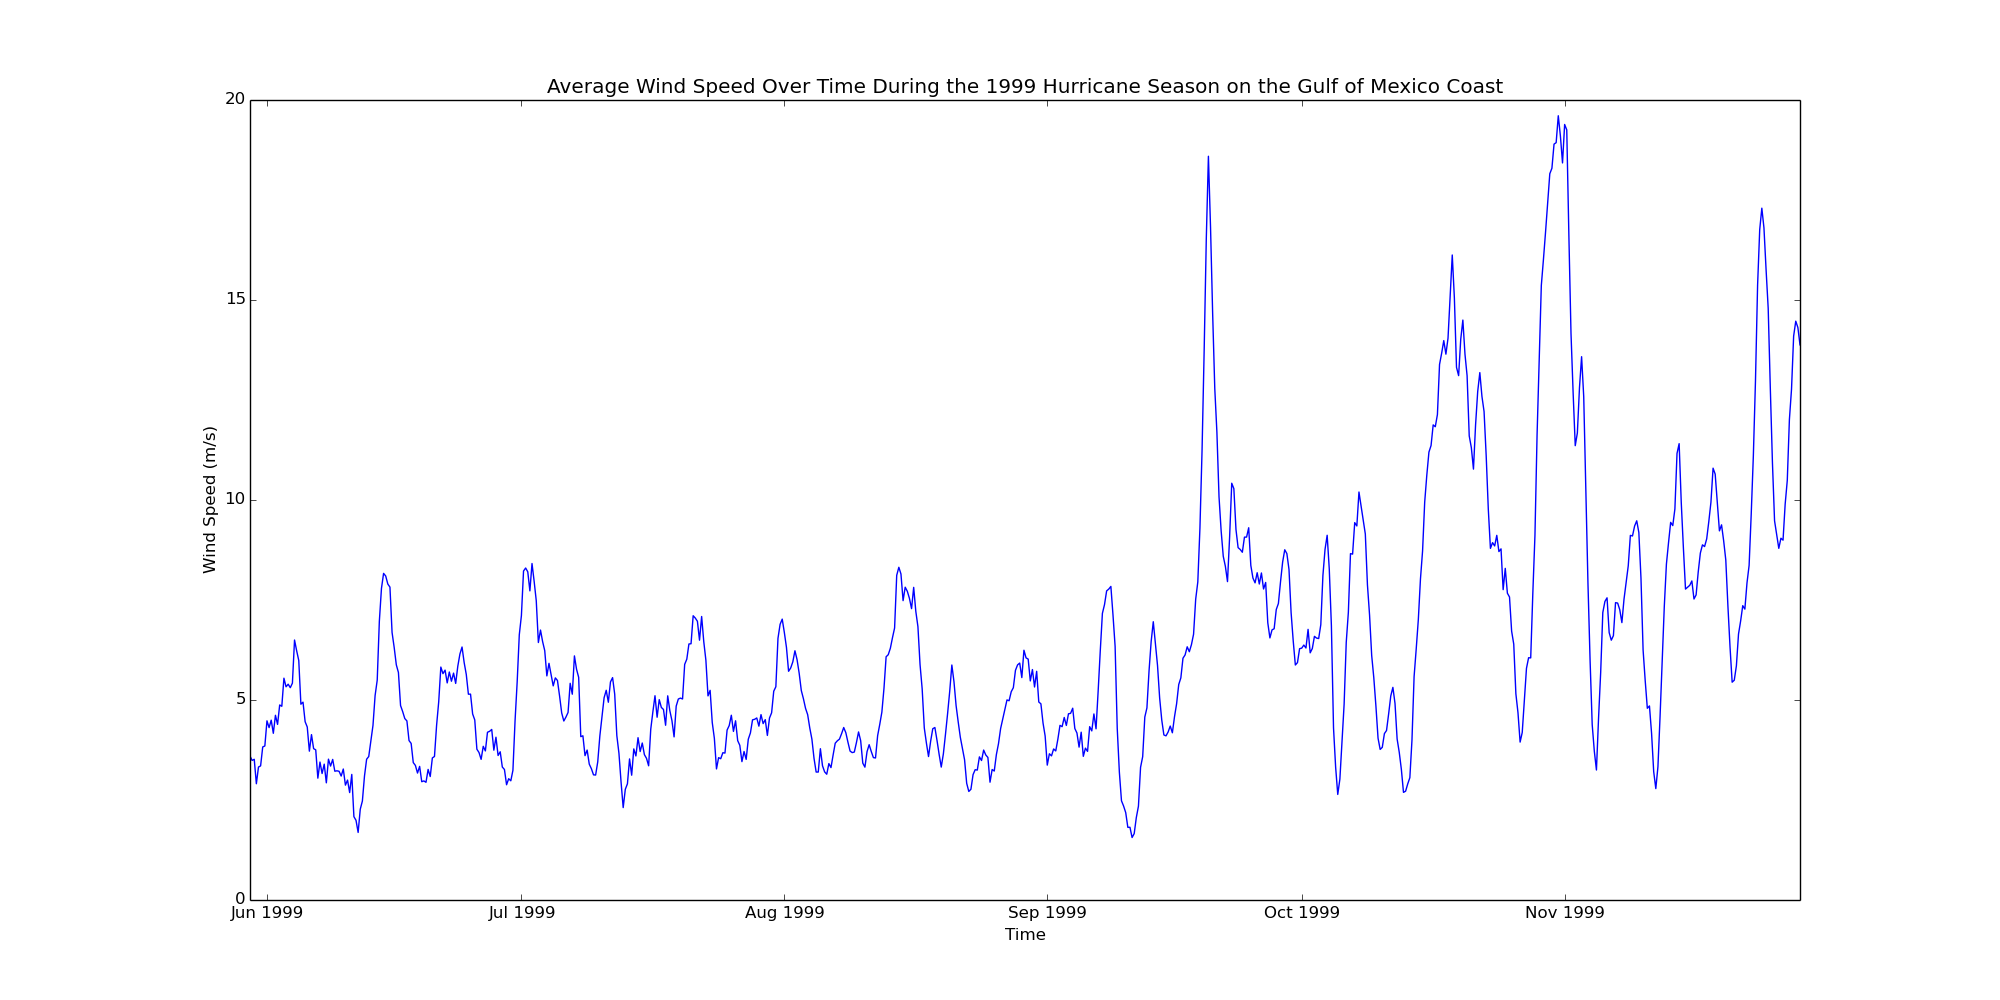 Average Wind Speed Over Time During the 1999 Hurricane Season on the Gulf of Mexico Coast
20
15
10
5
0
Wind Speed (m/s)
Jun 1999 Jul 1999 Aug 1999 Sep 1999 Oct 1999 Nov 1999
Time